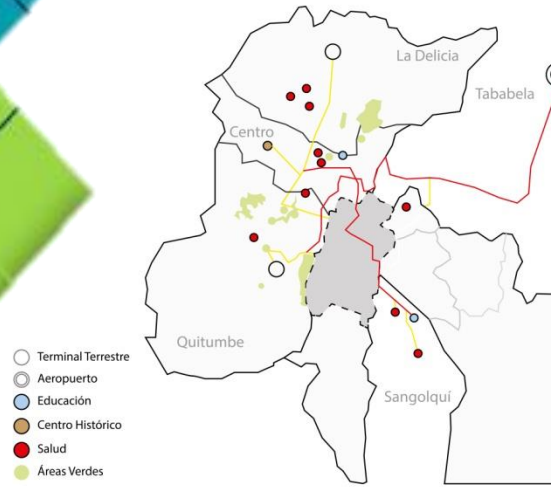 La Delicia
Tababela
Centro
Quitumbe
Sangolquí
Terminal Terrestre
Aeropuerto
Educación
Centro Histórico
Salud
Áreas Verdes